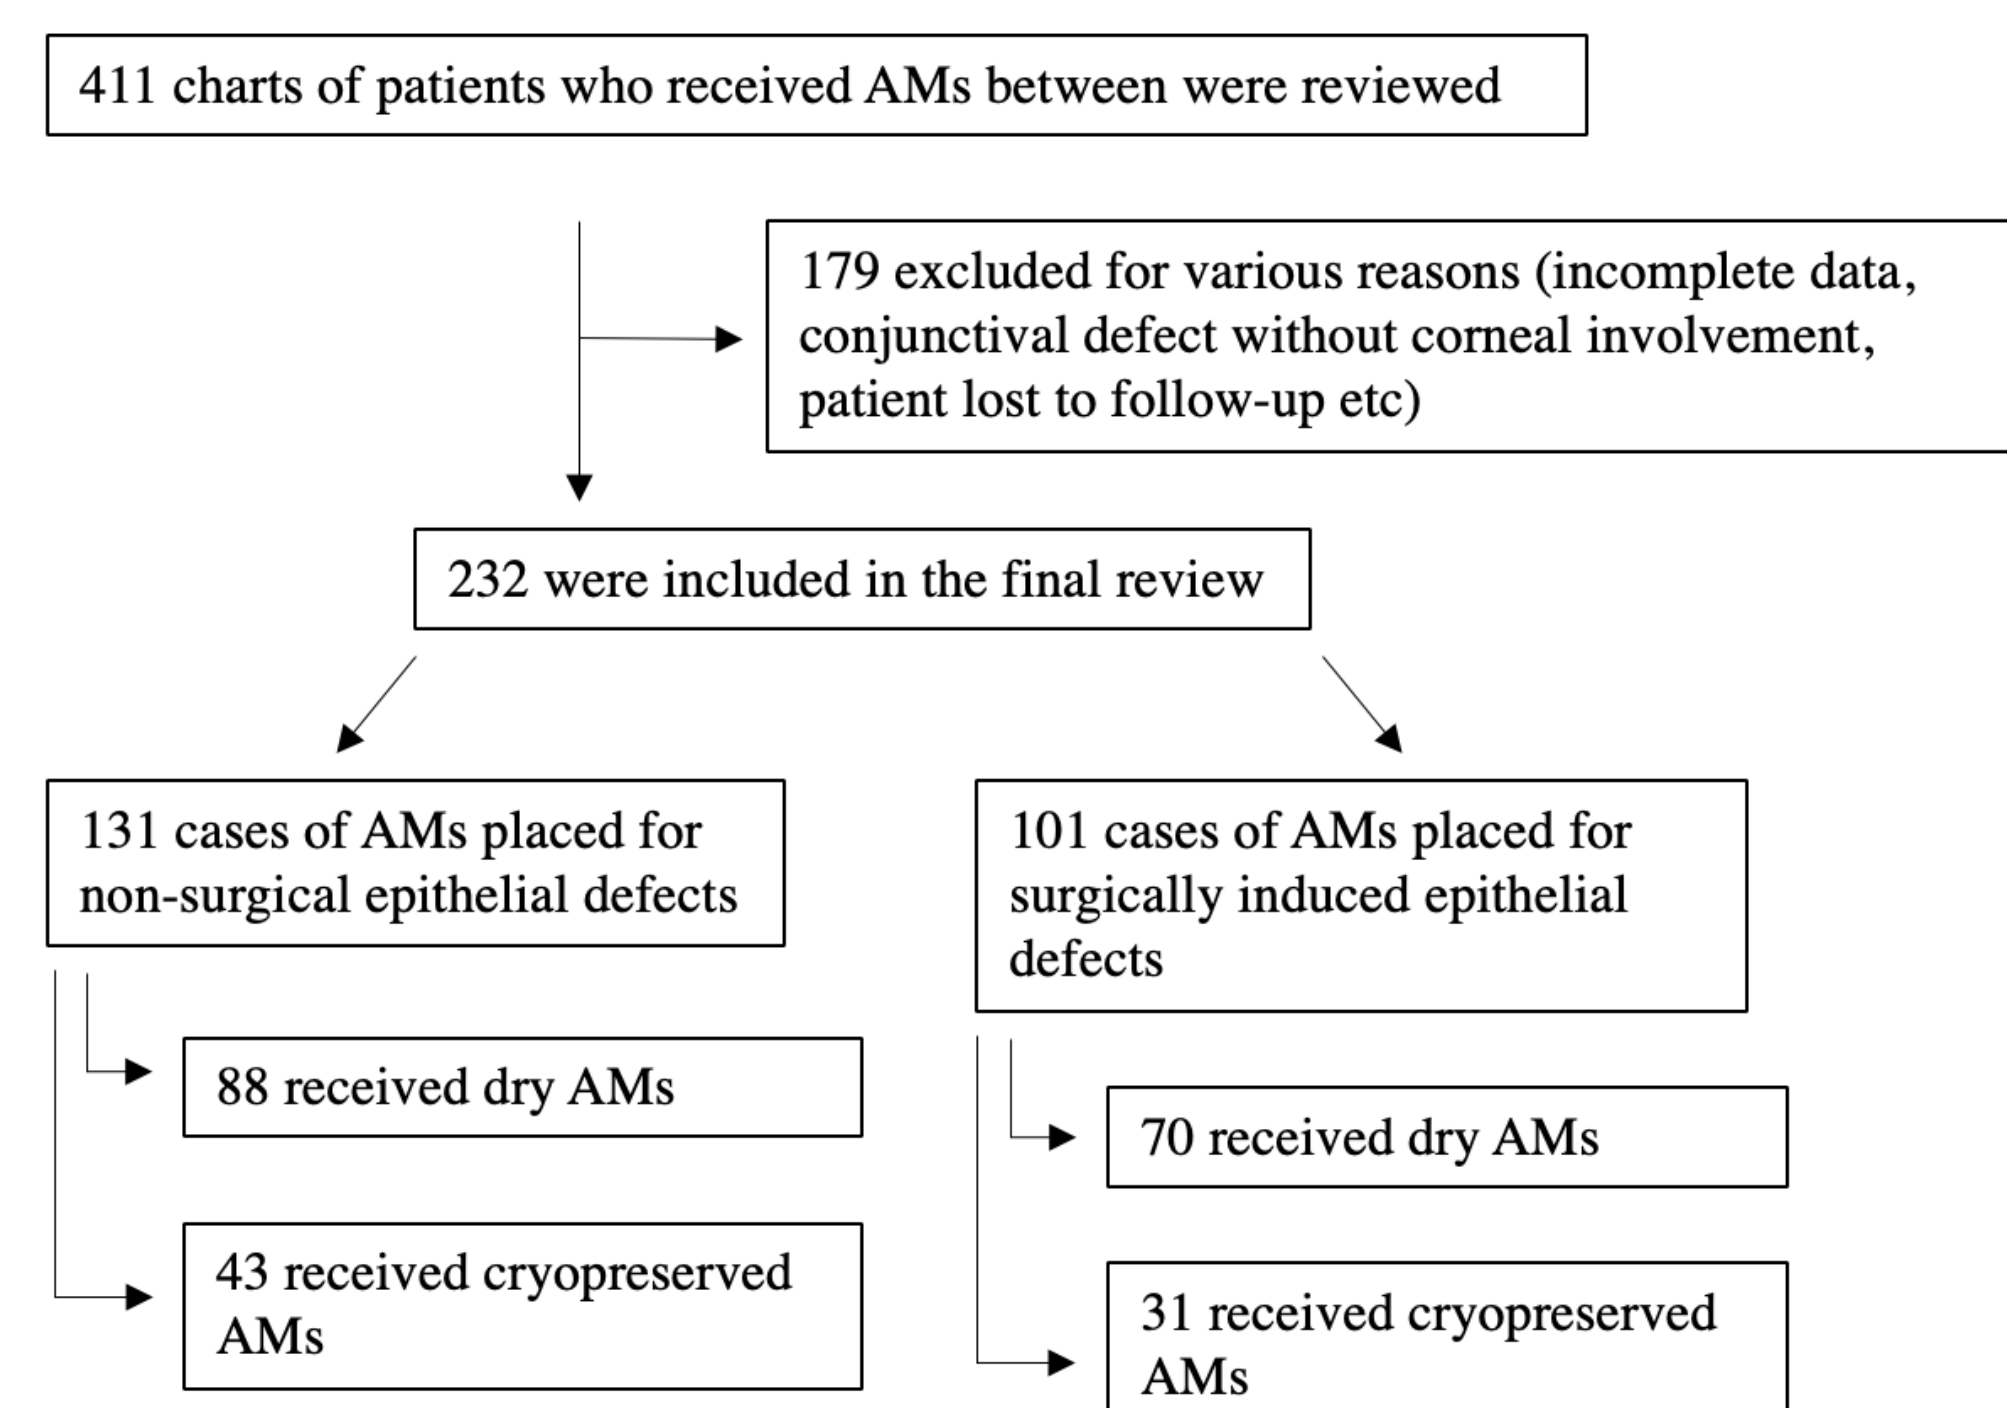 411 charts of patients who received AMs between were reviewed
179 excluded for various reasons (incomplete data,
conjunctival defect without corneal involvement,
patient lost to follow-up etc)
232 were included in the final review
131 cases of AMs placed for
non-surgical epithelial defects
101 cases of AMs placed for
surgically induced epithelial
defects
88 received dry AMs
70 received dry AMs
43 received cryopreserved
AMs
31 received cryopreserved
AMs